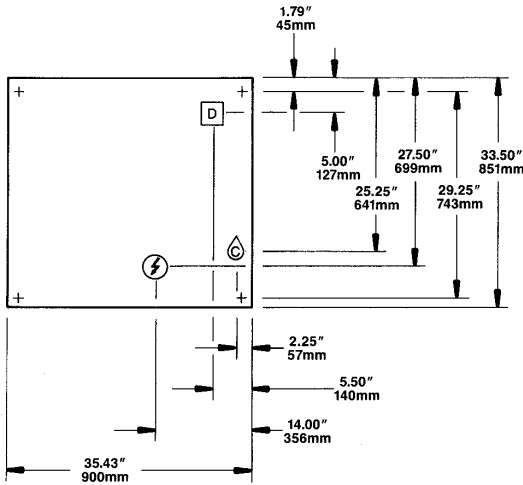 1.79"
45mm
D
5.00"
127mm
27.50"
699mm
33.50"
851mm
25.25"
641mm
29.25"
743mm
C
2.25"
57mm
5.50"
140mm
14.00"
356mm
35.43"
900mm